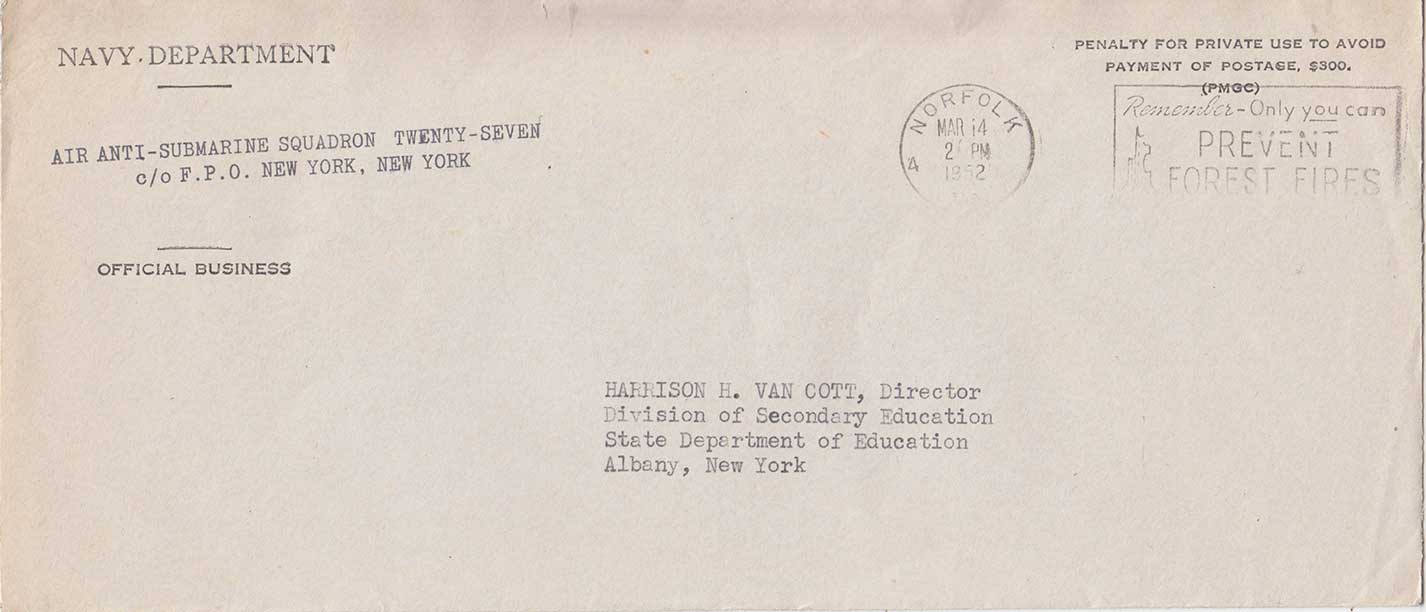 NAVY DEPARTMENT
AIR ANTI-SUBMARINE SQUADRON TWENTY-SEVEN
c/o F.P.O. NEW YORK, NEW YORK
OFFICIAL BUSINESS
PENALTY FOR PRIVATE USE TO AVOID
PAYMENT OF POSTAGE, $300.
(PMGC)
NORFOLK
MAR 14
2 PM
1952
4
Remember - Only you can
PREVENT
FOREST FIRES
HARRISON H. VAN COTT, Director
Division of Secondary Education
State Department of Education
Albany, New York